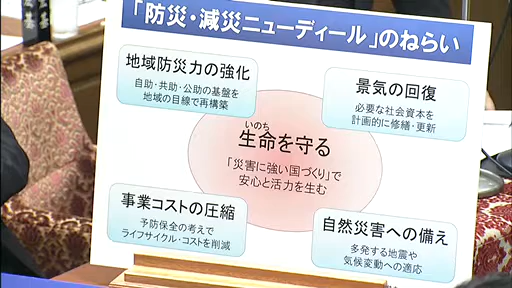 「防災・減災ニューディール」のねらい
地域防災力の強化
自助・共助・公助の基盤を
地域の目線で再構築
景気の回復
必要な社会資本を
計画的に修繕・更新
いのち
生命を守る
「災害に強い国づくり」で
安心と活力を生む
事業コストの圧縮
予防保全の考えで
ライフサイクル・コストを削減
自然災害への備え
多発する地震や
気候変動への適応